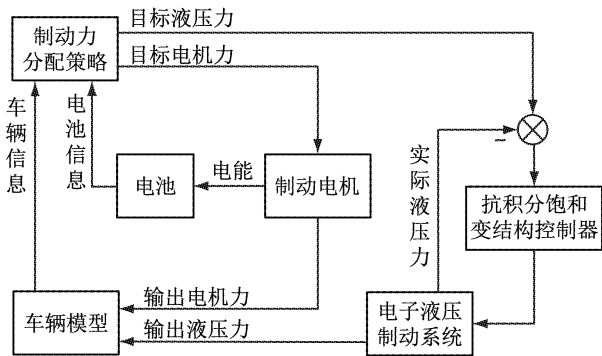 目标液压力
制动力
分配策略
目标电机力
车辆信息
电池信息
电池
电能
制动电机
实际液压力
−
抗积分饱和
变结构控制器
车辆模型
输出电机力
输出液压力
电子液压
制动系统